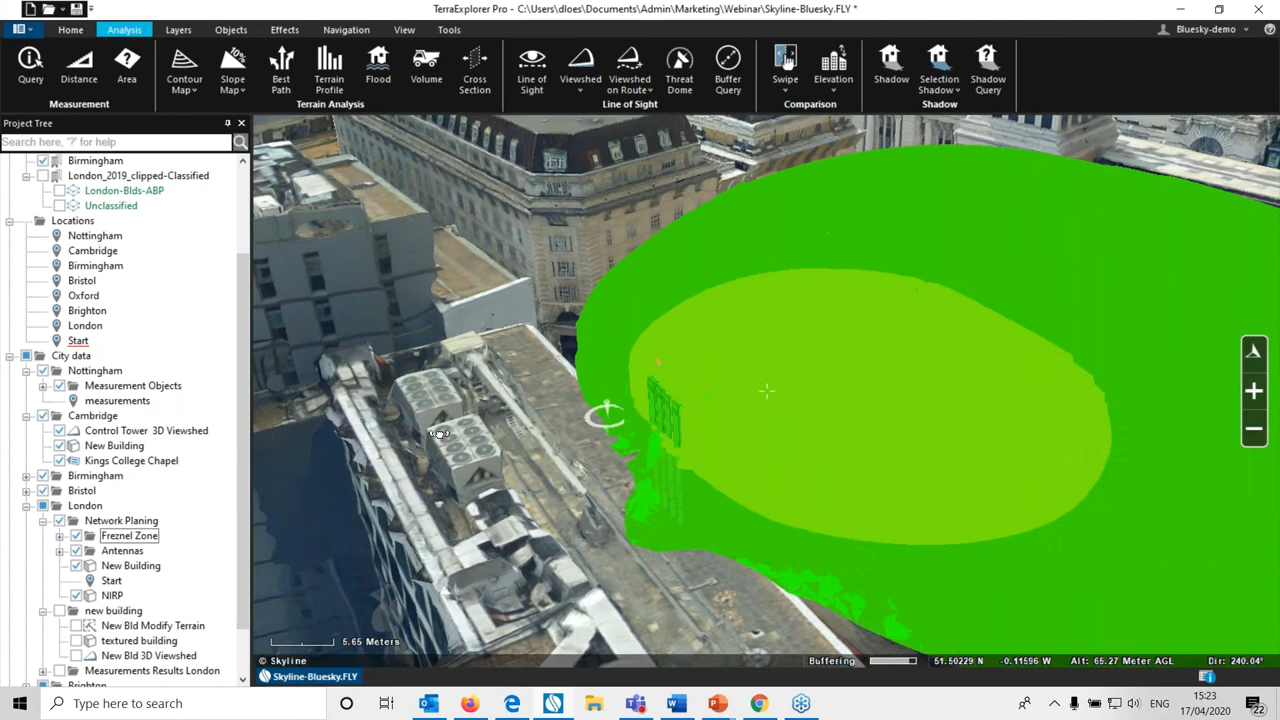 TerraExplorer Pro - C:\Users\dloes\Documents\Admin\Marketing\Webinar\Skyline-Bluesky.FLY *
Home Analysis Layers Objects Effects Navigation View Tools Bluesky-demo
Query Distance Area Contour Map Slope Map Best Path Terrain Profile Flood Volume Cross Section Line of Sight Viewshed Viewshed on Route Threat Dome Buffer Query Swipe Elevation Shadow Selection Shadow Shadow Query
Measurement Terrain Analysis Line of Sight Comparison Shadow
Project Tree
Search here, '?' for help
Birmingham
London_2019_clipped-Classified
London-Blds-ABP
Unclassified
Locations
Nottingham
Cambridge
Birmingham
Bristol
Oxford
Brighton
London
Start
City data
Nottingham
Measurement Objects
measurements
Cambridge
Control Tower 3D Viewshed
New Building
Kings College Chapel
Birmingham
Bristol
London
Network Planing
Freznel Zone
Antennas
New Building
Start
NIRP
new building
New Bld Modify Terrain
textured building
New Bld 3D Viewshed
Measurements Results London
Brighton
5.65 Meters
© Skyline
Buffering 51.50229 N -0.11596 W Alt: 65.27 Meter AGL Dir: 240.04°
Skyline-Bluesky.FLY
Type here to search
ENG
15:23
17/04/2020
22